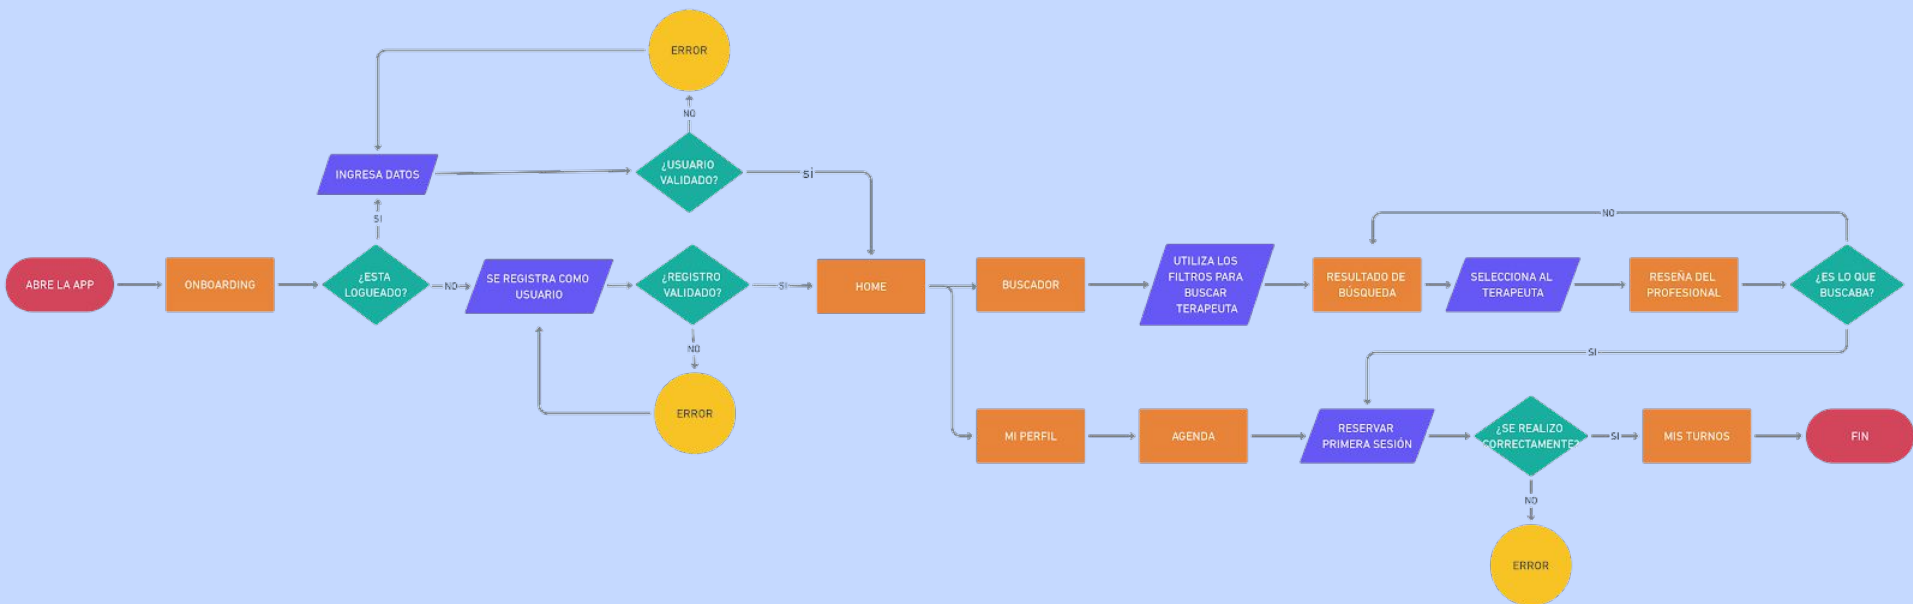 ERROR
NO
¿USUARIO
VALIDADO?
SÍ
INGRESA DATOS
SI
ABRE LA APP
ONBOARDING
¿ESTA
LOGUEADO?
NO
SE REGISTRA COMO
USUARIO
¿REGISTRO
VALIDADO?
SI
NO
ERROR
HOME
BUSCADOR
UTILIZA LOS
FILTROS PARA
BUSCAR
TERAPEUTA
RESULTADO DE
BÚSQUEDA
SELECCIONA AL
TERAPEUTA
RESEÑA DEL
PROFESIONAL
¿ES LO QUE
BUSCABA?
NO
SI
MI PERFIL
AGENDA
RESERVAR
PRIMERA SESIÓN
¿SE REALIZO
CORRECTAMENTE?
SI
MIS TURNOS
FIN
NO
ERROR